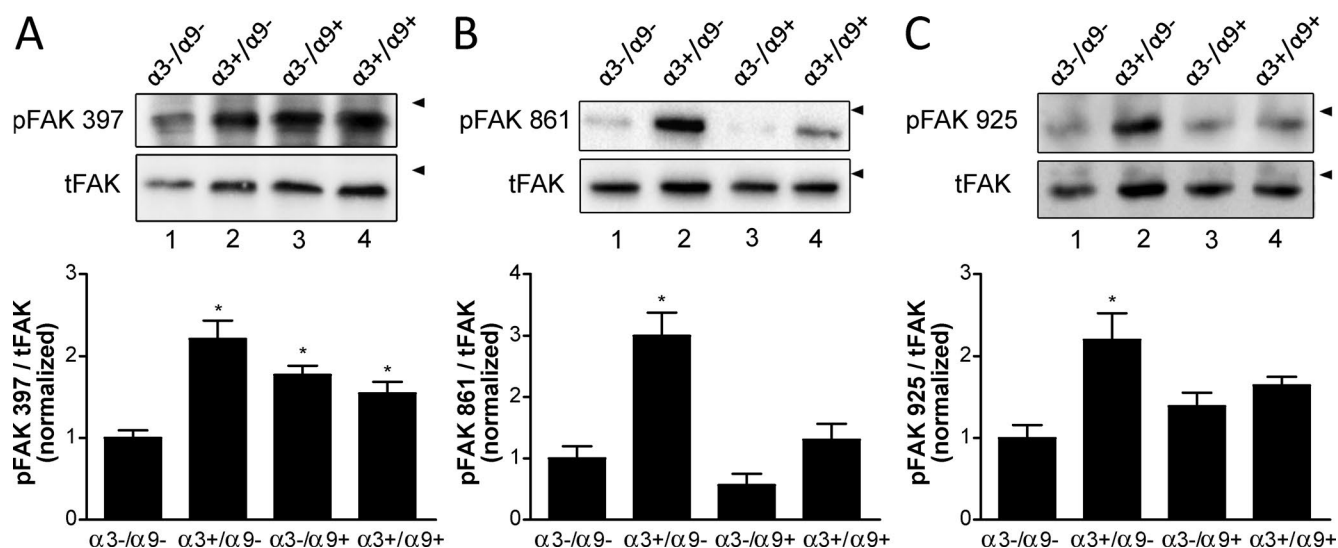 A
α3-/α9-
α3+/α9-
α3-/α9+
α3+/α9+
pFAK 397
tFAK
1 2 3 4
pFAK 397 / tFAK
(normalized)
3
2
1
0
*
*
*
α3-/α9- α3+/α9- α3-/α9+ α3+/α9+
B
α3-/α9-
α3+/α9-
α3-/α9+
α3+/α9+
pFAK 861
tFAK
1 2 3 4
pFAK 861 / tFAK
(normalized)
4
3
2
1
0
*
α3-/α9- α3+/α9- α3-/α9+ α3+/α9+
C
α3-/α9-
α3+/α9-
α3-/α9+
α3+/α9+
pFAK 925
tFAK
1 2 3 4
pFAK 925 / tFAK
(normalized)
3
2
1
0
*
α3-/α9- α3+/α9- α3-/α9+ α3+/α9+